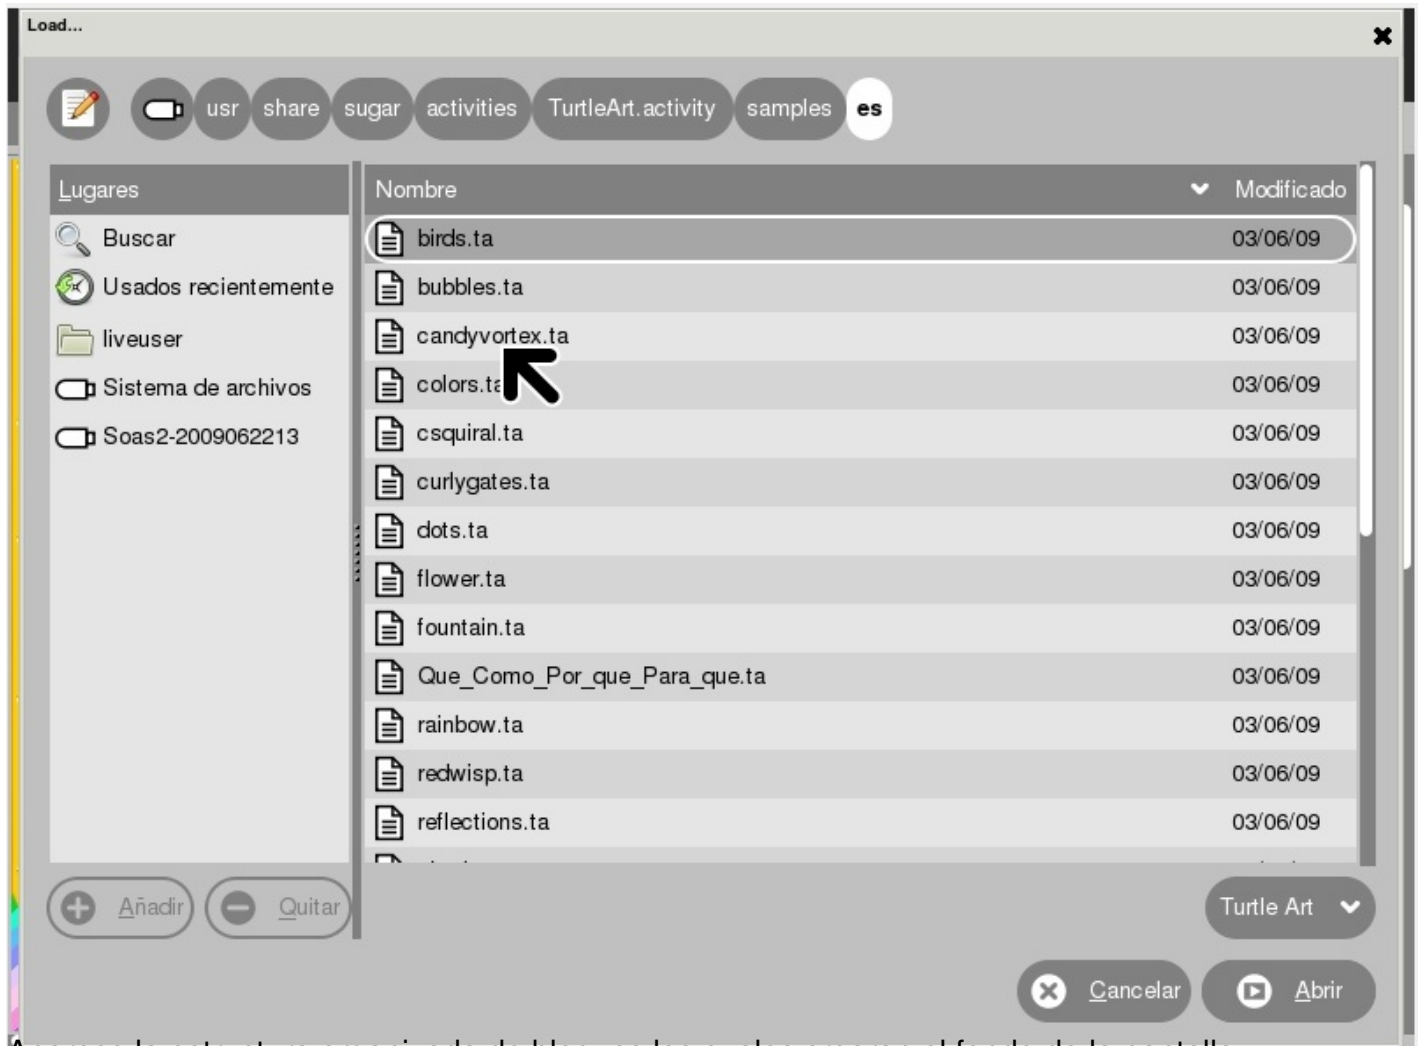 Load...
usr share sugar activities TurtleArt.activity samples es
Lugares
Buscar
Usados recientemente
liveuser
Sistema de archivos
Soas2-2009062213
Añadir Quitar
Nombre Modificado
birds.ta 03/06/09
bubbles.ta 03/06/09
candyvortex.ta 03/06/09
colors.ta 03/06/09
csquiral.ta 03/06/09
curlygates.ta 03/06/09
dots.ta 03/06/09
flower.ta 03/06/09
fountain.ta 03/06/09
Que_Como_Por_que_Para_que.ta 03/06/09
rainbow.ta 03/06/09
redwisp.ta 03/06/09
reflections.ta 03/06/09
Turtle Art
Cancelar Abrir